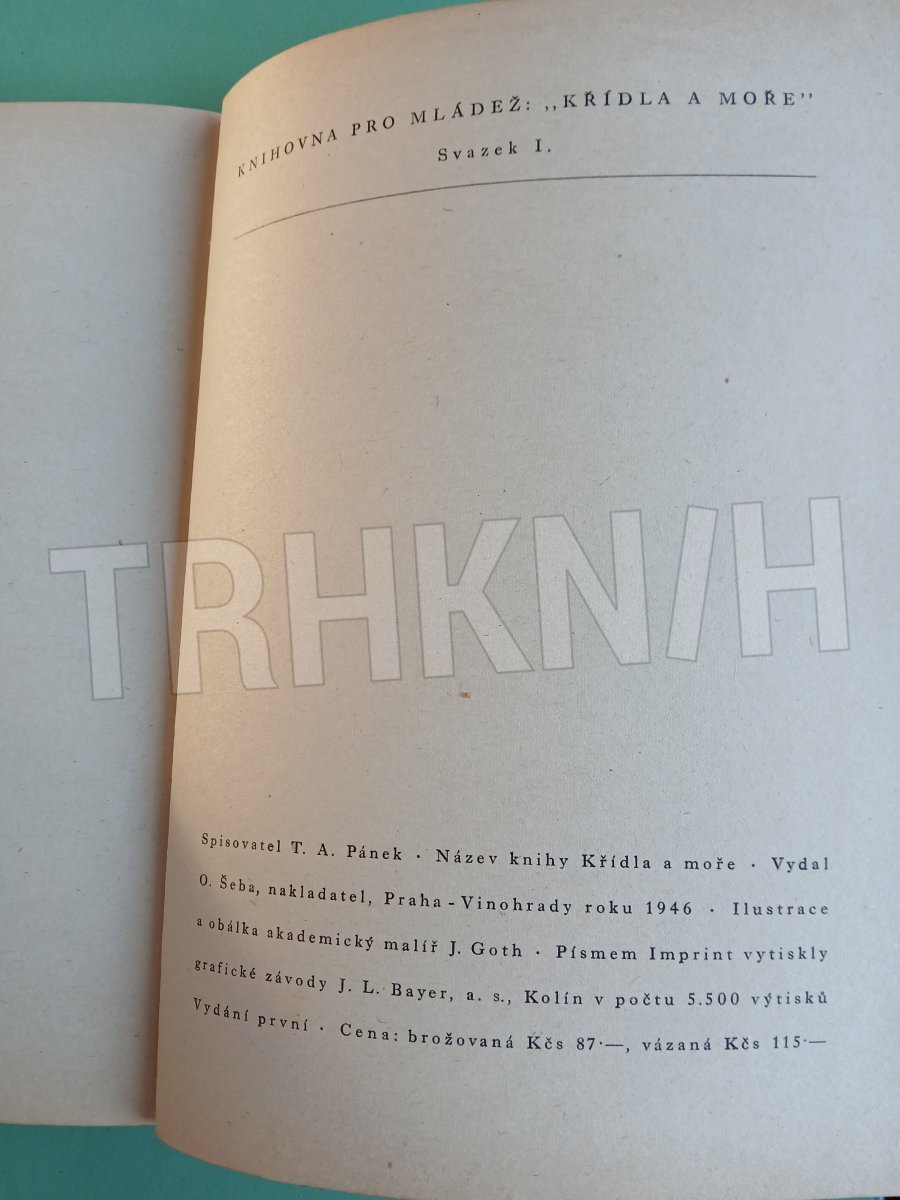 KNIHOVNA PRO MLÁDEŽ: ,,KŘÍDLA A MOŘE”
Svazek I.
TRHKNIH
Spisovatel T. A. Pánek · Název knihy Křídla a moře · Vydal
O. Šeba, nakladatel, Praha - Vinohrady roku 1946 · Ilustrace
a obálka akademický malíř J. Goth · Písmem Imprint vytiskly
grafické závody J. L. Bayer, a. s., Kolín v počtu 5.500 výtisků
Vydání první · Cena: brožovaná Kčs 87·—, vázaná Kčs 115·—